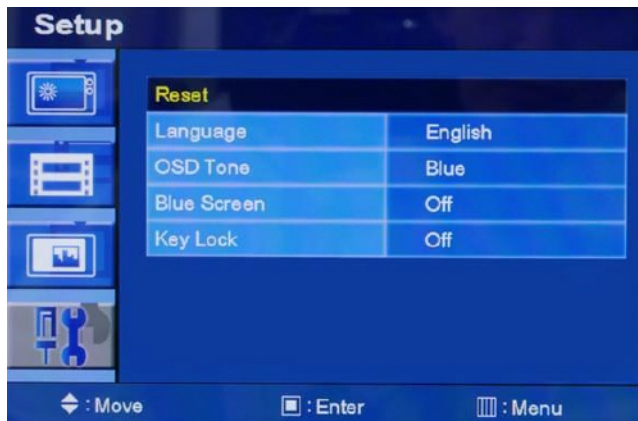 Setup
Reset
Language English
OSD Tone Blue
Blue Screen Off
Key Lock Off
: Move : Enter : Menu